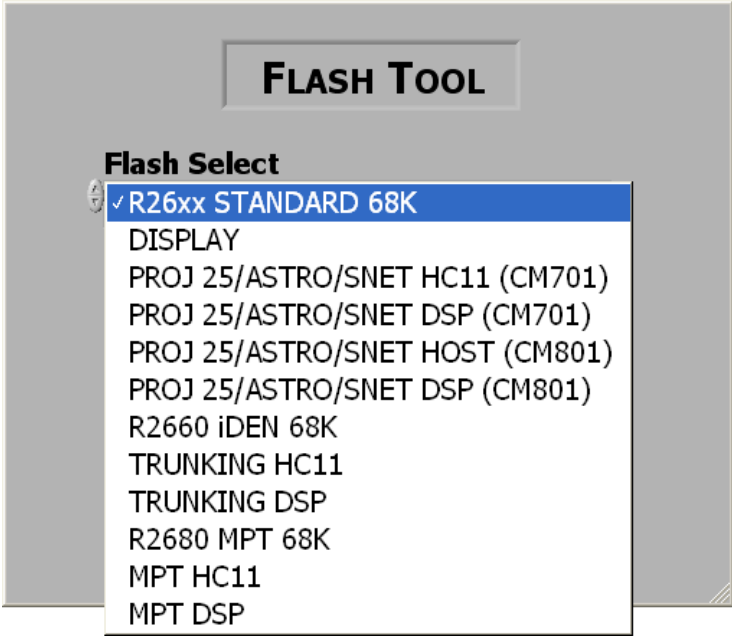 FLASH TOOL
Flash Select
✓R26xx STANDARD 68K
DISPLAY
PROJ 25/ASTRO/SNET HC11 (CM701)
PROJ 25/ASTRO/SNET DSP (CM701)
PROJ 25/ASTRO/SNET HOST (CM801)
PROJ 25/ASTRO/SNET DSP (CM801)
R2660 iDEN 68K
TRUNKING HC11
TRUNKING DSP
R2680 MPT 68K
MPT HC11
MPT DSP